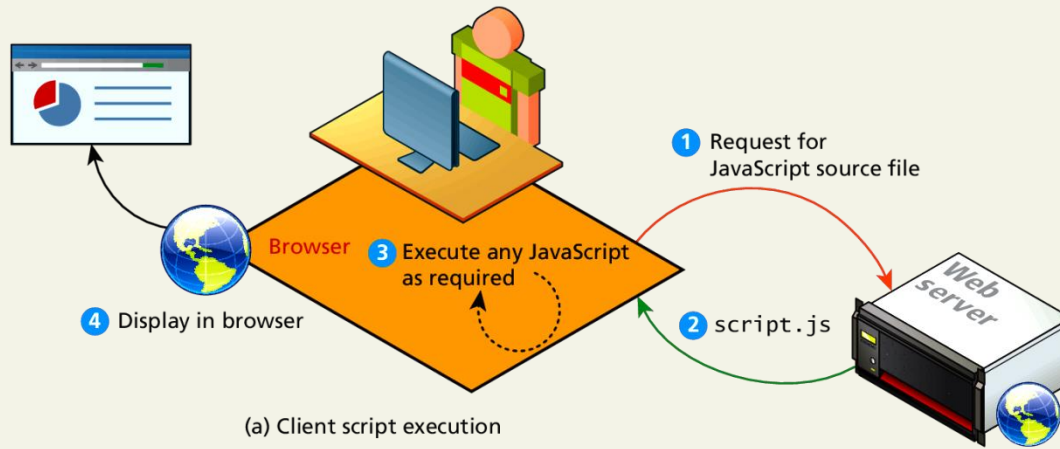 1 Request for
JavaScript source file
Browser
3 Execute any JavaScript
as required
Web
server
2 script.js
4 Display in browser
(a) Client script execution